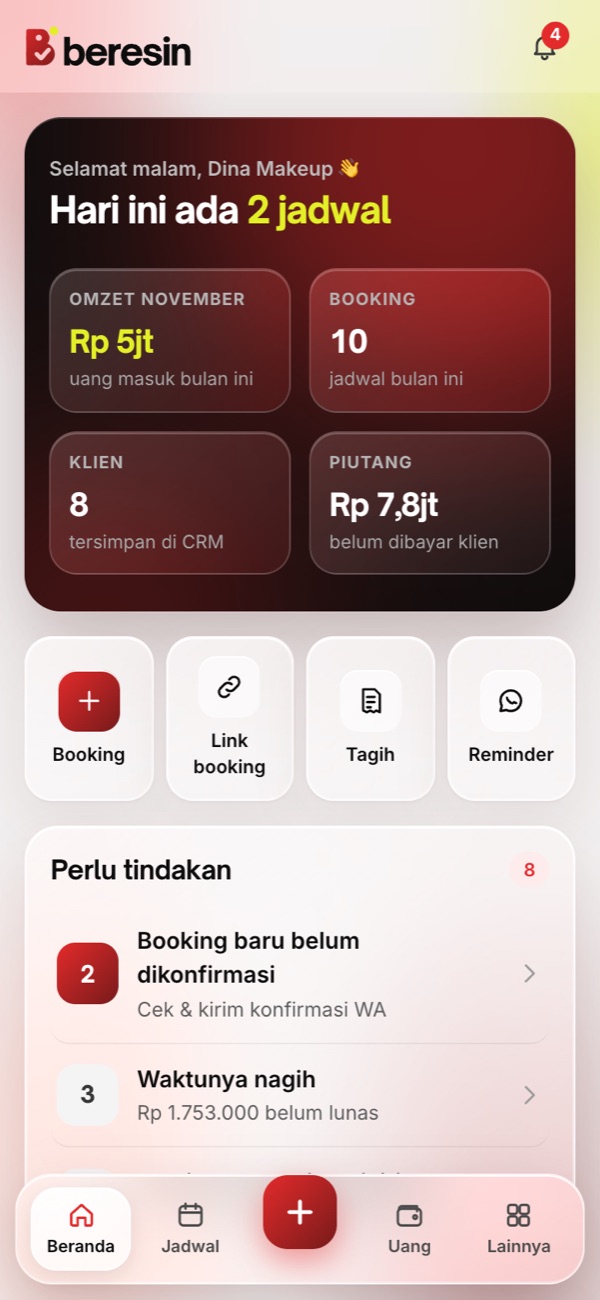 beresin
4
Selamat malam, Dina Makeup 👋
Hari ini ada 2 jadwal
OMZET NOVEMBER
Rp 5jt
uang masuk bulan ini
BOOKING
10
jadwal bulan ini
KLIEN
8
tersimpan di CRM
PIUTANG
Rp 7,8jt
belum dibayar klien
Booking
Link
booking
Tagih
Reminder
Perlu tindakan
8
2
Booking baru belum
dikonfirmasi
Cek & kirim konfirmasi WA
3
Waktunya nagih
Rp 1.753.000 belum lunas
Beranda
Jadwal
Uang
Lainnya